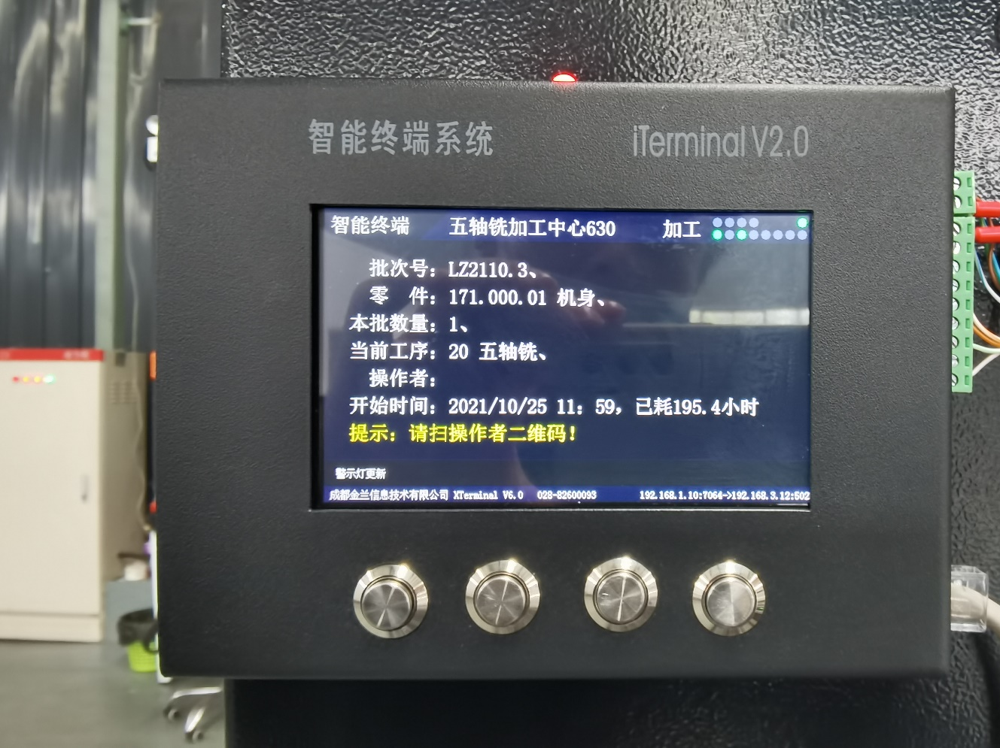 智能终端系统 iTerminal V2.0
智能终端 五轴铣加工中心630 加工
批次号：LZ2110.3、
零 件：171.000.01 机身、
本批数量：1、
当前工序：20 五轴铣、
操作者：
开始时间：2021/10/25 11：59，已耗195.4小时
提示：请扫操作者二维码！
警示灯更新
成都金兰信息技术有限公司 XTerminal V6.0 028-82600093 192.168.1.10:7064->192.168.3.12:502